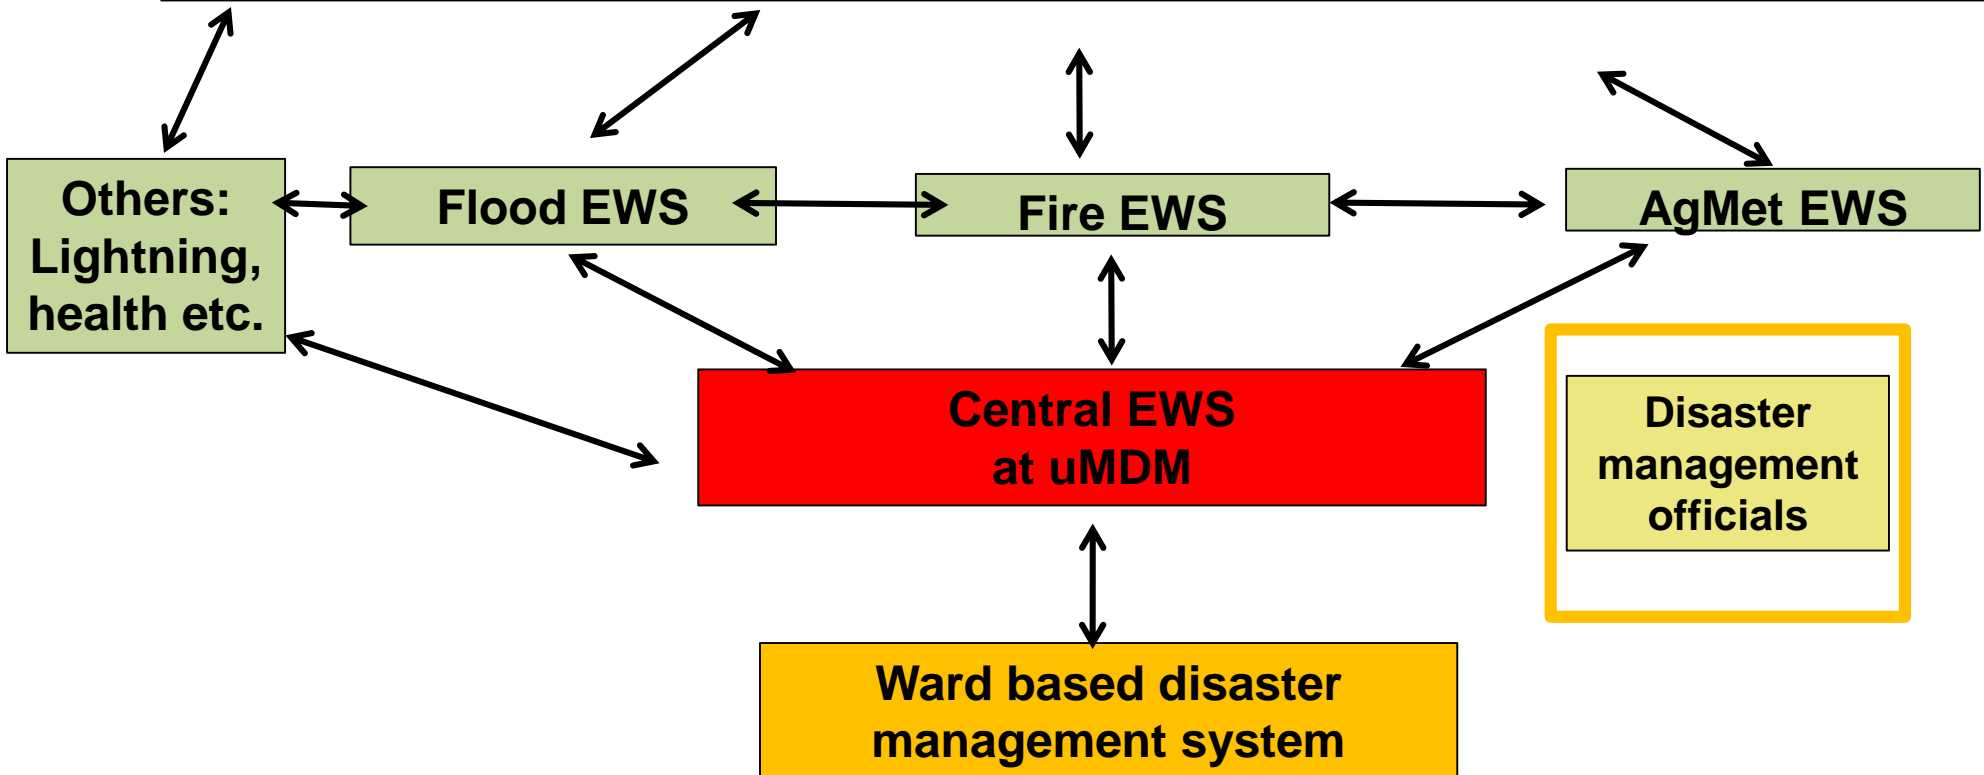 Others:
Lightning,
health etc.
Flood EWS
Fire EWS
AgMet EWS
Central EWS
at uMDM
Disaster
management
officials
Ward based disaster
management system